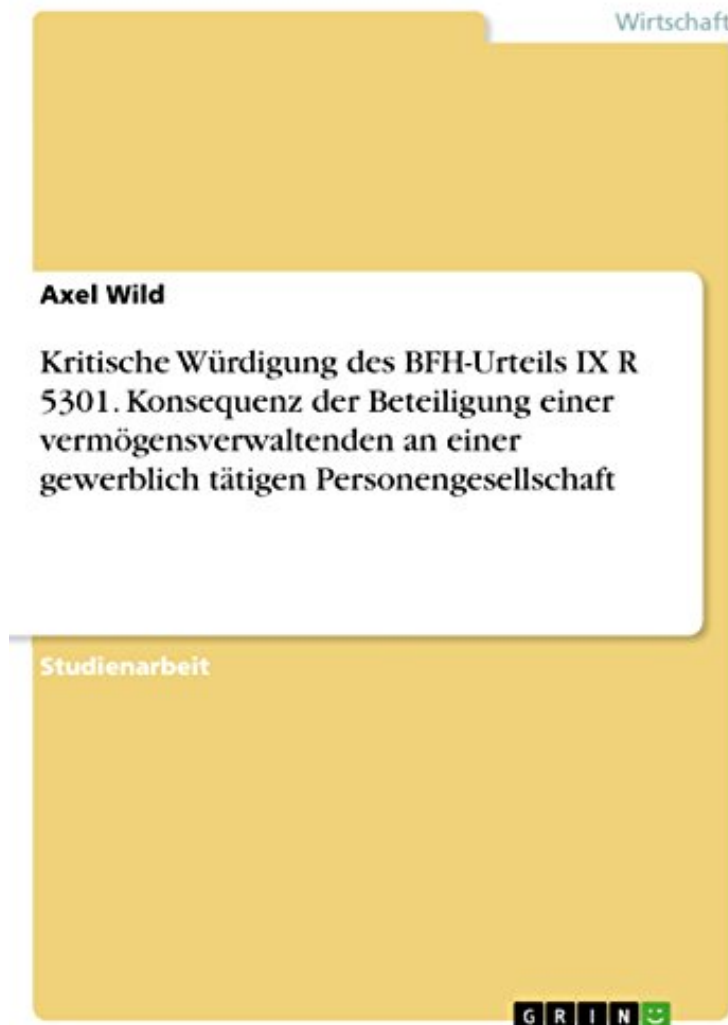 Wirtschaft
Axel Wild
Kritische Würdigung des BFH-Urteils IX R
5301. Konsequenz der Beteiligung einer
vermögensverwaltenden an einer
gewerblich tätigen Personengesellschaft
Studienarbeit
GRIN